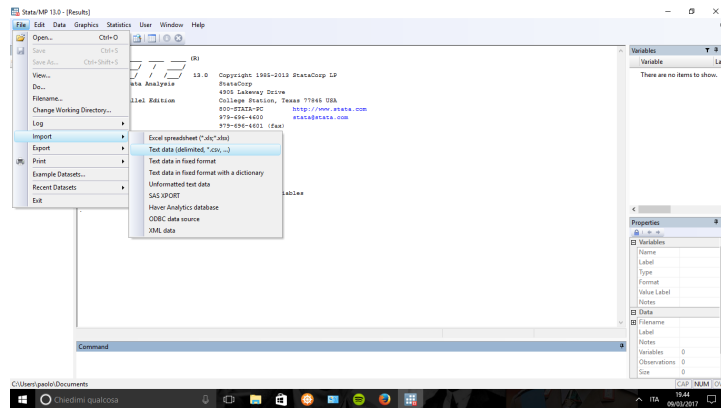 Stata/MP 13.0 - [Results]
File Edit Data Graphics Statistics User Window Help
Open... Ctrl+O
Save Ctrl+S
Save As... Ctrl+Shift+S
View...
Do...
Filename...
Change Working Directory...
Log
Import
Export
Print
Example Datasets...
Recent Datasets
Exit
Excel spreadsheet (*.xls;*.xlsx)
Text data (delimited, *.csv, ...)
Text data in fixed format
Text data in fixed format with a dictionary
Unformatted text data
SAS XPORT
Haver Analytics database
ODBC data source
XML data
(R)
13.0 Copyright 1985-2013 StataCorp LP
ata Analysis StataCorp
4905 Lakeway Drive
llel Edition College Station, Texas 77845 USA
800-STATA-PC http://www.stata.com
979-696-4600 stata@stata.com
979-696-4601 (fax)
iables
Variables
Variable La
There are no items to show.
Properties
Variables
Name
Label
Type
Format
Value Label
Notes
Data
Filename
Label
Notes
Variables 0
Observations 0
Size 0
Command
C:\Users\paolo\Documents
CAP NUM OV
Chiedimi qualcosa
ITA
19.44
09/03/2017